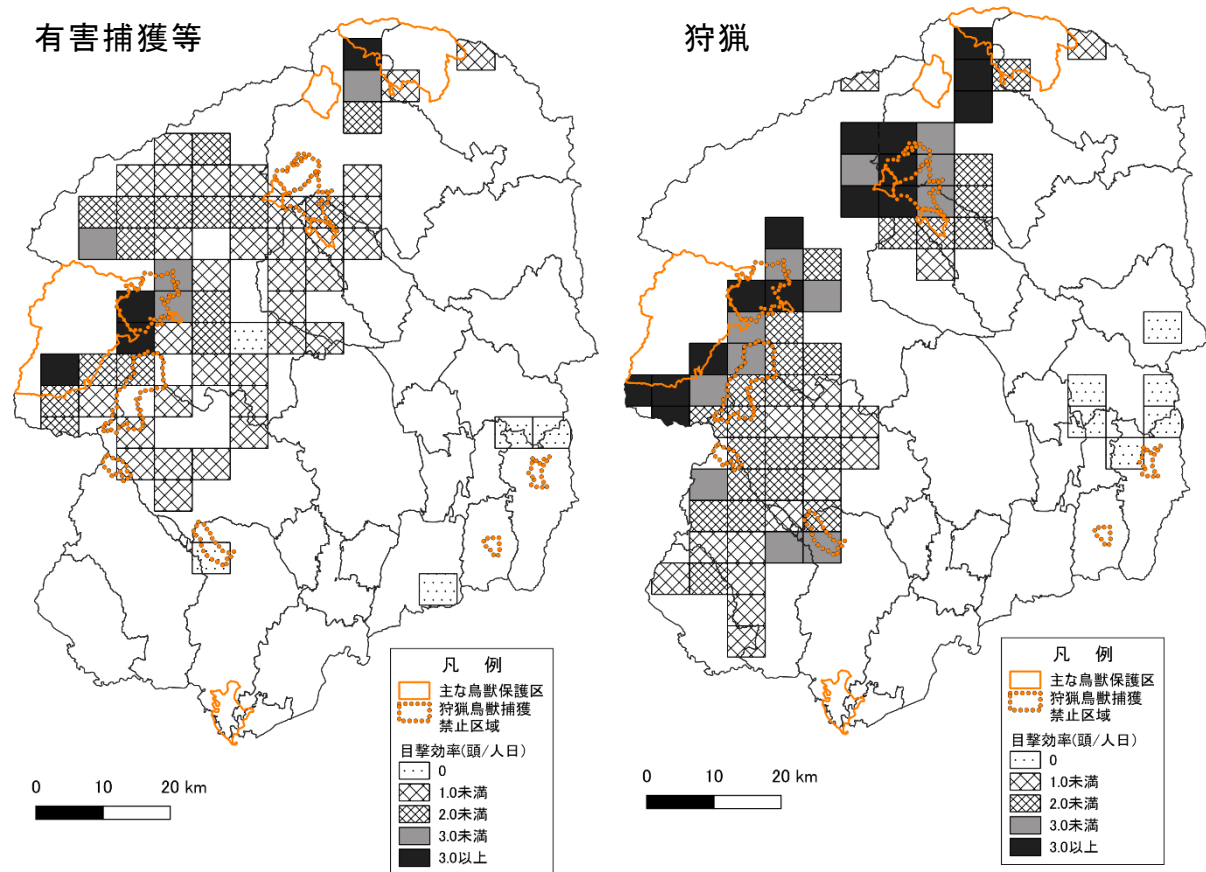 有害捕獲等
凡 例
主な鳥獣保護区
狩猟鳥獣捕獲
禁止区域
目撃効率(頭/人日)
0
1.0未満
2.0未満
3.0未満
3.0以上
0 10 20 km
狩猟
凡 例
主な鳥獣保護区
狩猟鳥獣捕獲
禁止区域
目撃効率(頭/人日)
0
1.0未満
2.0未満
3.0未満
3.0以上
0 10 20 km